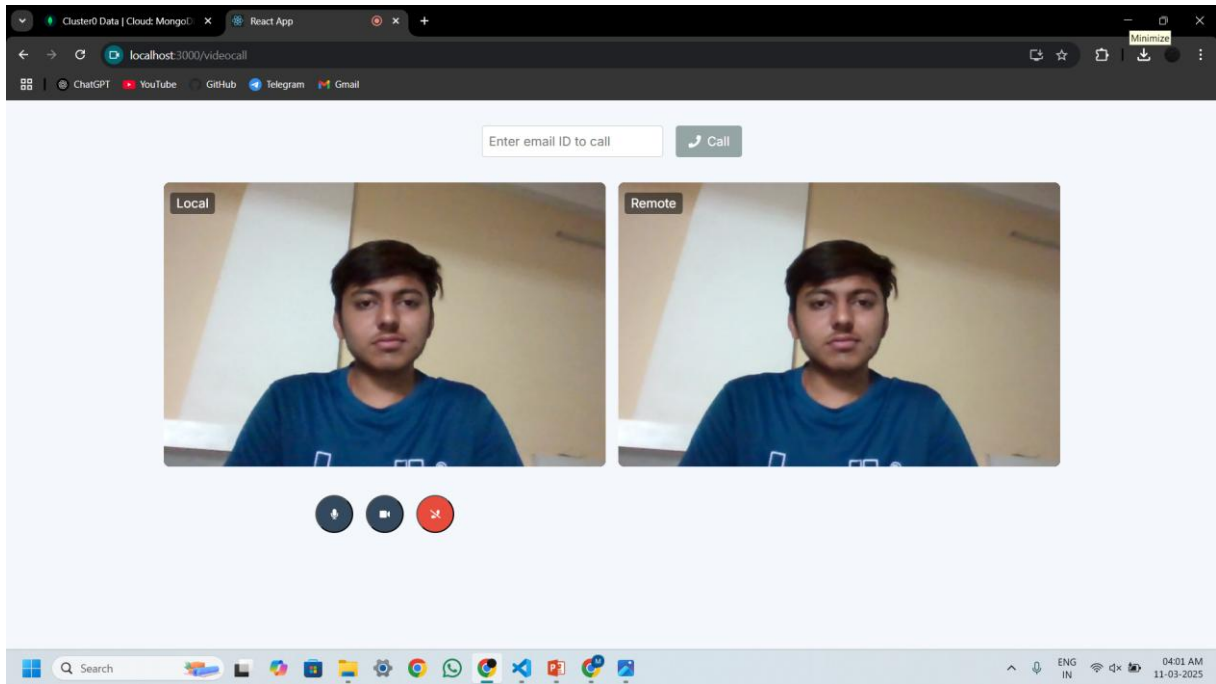 Cluster0 Data | Cloud: MongoD
React App
Minimize
localhost:3000/videocall
ChatGPT
YouTube
GitHub
Telegram
Gmail
Enter email ID to call
Call
Local
Remote
Search
ENG
IN
04:01 AM
11-03-2025